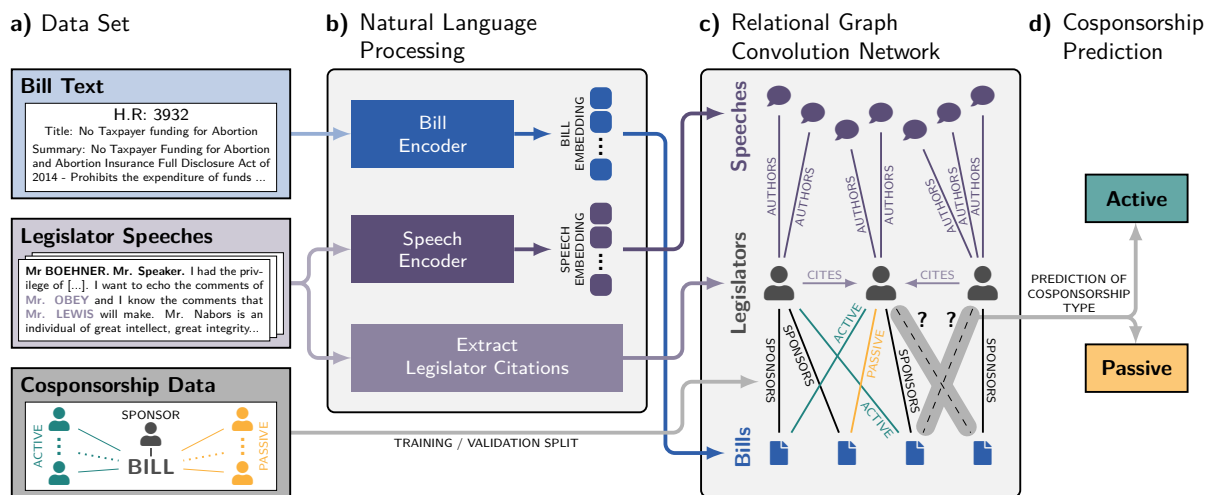 a) Data Set
Bill Text
H.R: 3932
Title: No Taxpayer funding for Abortion
Summary: No Taxpayer Funding for Abortion
and Abortion Insurance Full Disclosure Act of
2014 - Prohibits the expenditure of funds ...
Legislator Speeches
Mr BOEHNER. Mr. Speaker. I had the priv-
ilege of [...]. I want to echo the comments of
Mr. OBEY and I know the comments that
Mr. LEWIS will make. Mr. Nabors is an
individual of great intellect, great integrity...
Cosponsorship Data
SPONSOR
ACTIVE
BILL
PASSIVE
b) Natural Language
Processing
Bill
Encoder
BILL
EMBEDDING
Speech
Encoder
SPEECH
EMBEDDING
Extract
Legislator Citations
TRAINING / VALIDATION SPLIT
c) Relational Graph
Convolution Network
Speeches
AUTHORS
AUTHORS
AUTHORS
AUTHORS
AUTHORS
AUTHORS
AUTHORS
Legislators
CITES
CITES
? ?
SPONSORS
SPONSORS
ACTIVE
PASSIVE
ACTIVE
SPONSORS
SPONSORS
Bills
d) Cosponsorship
Prediction
Active
PREDICTION OF
COSPONSORSHIP
TYPE
Passive